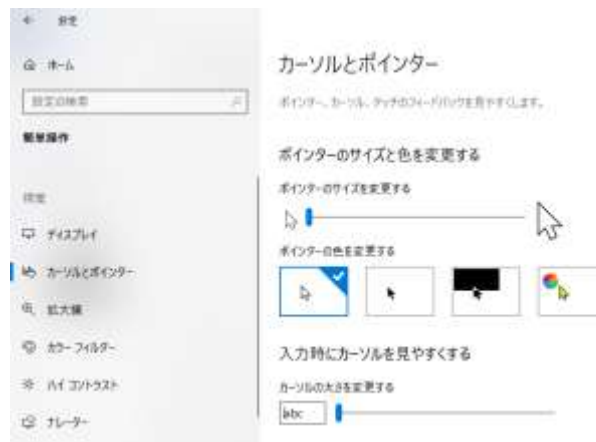 設定
ホーム
設定の検索
簡単操作
視覚
ディスプレイ
カーソルとポインター
拡大鏡
カラー フィルター
ハイ コントラスト
ナレーター
カーソルとポインター
ポインター、カーソル、タッチのフィードバックを見やすくします。
ポインターのサイズと色を変更する
ポインターのサイズを変更する
ポインターの色を変更する
入力時にカーソルを見やすくする
カーソルの太さを変更する
abc